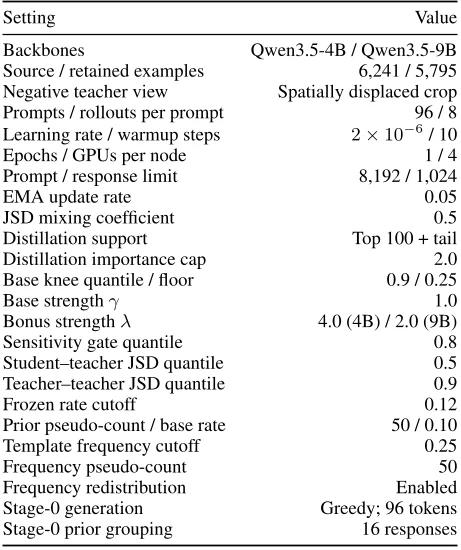 Setting Value
Backbones Qwen3.5-4B / Qwen3.5-9B
Source / retained examples 6,241 / 5,795
Negative teacher view Spatially displaced crop
Prompts / rollouts per prompt 96 / 8
Learning rate / warmup steps 2 × 10⁻⁶ / 10
Epochs / GPUs per node 1 / 4
Prompt / response limit 8,192 / 1,024
EMA update rate 0.05
JSD mixing coefficient 0.5
Distillation support Top 100 + tail
Distillation importance cap 2.0
Base knee quantile / floor 0.9 / 0.25
Base strength γ 1.0
Bonus strength λ 4.0 (4B) / 2.0 (9B)
Sensitivity gate quantile 0.8
Student–teacher JSD quantile 0.5
Teacher–teacher JSD quantile 0.9
Frozen rate cutoff 0.12
Prior pseudo-count / base rate 50 / 0.10
Template frequency cutoff 0.25
Frequency pseudo-count 50
Frequency redistribution Enabled
Stage-0 generation Greedy; 96 tokens
Stage-0 prior grouping 16 responses